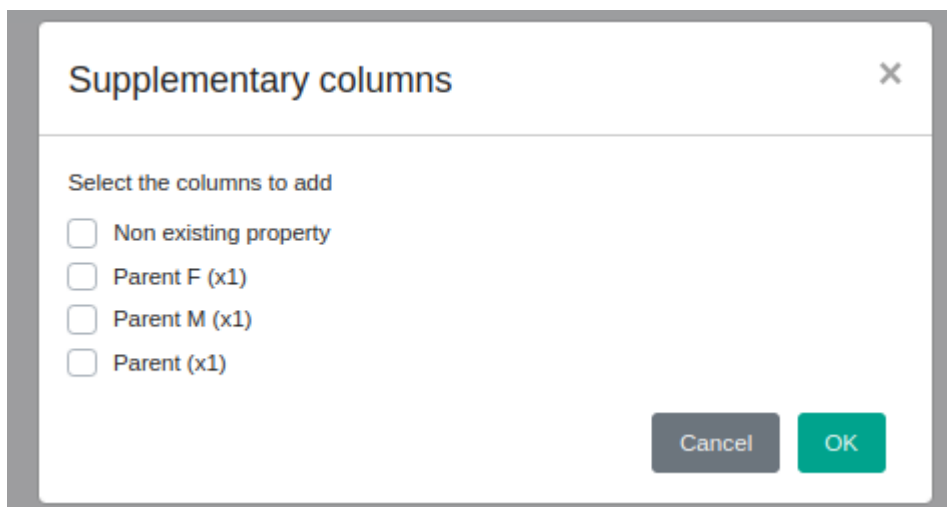 Supplementary columns
×
Select the columns to add
Non existing property
Parent F (x1)
Parent M (x1)
Parent (x1)
Cancel
OK